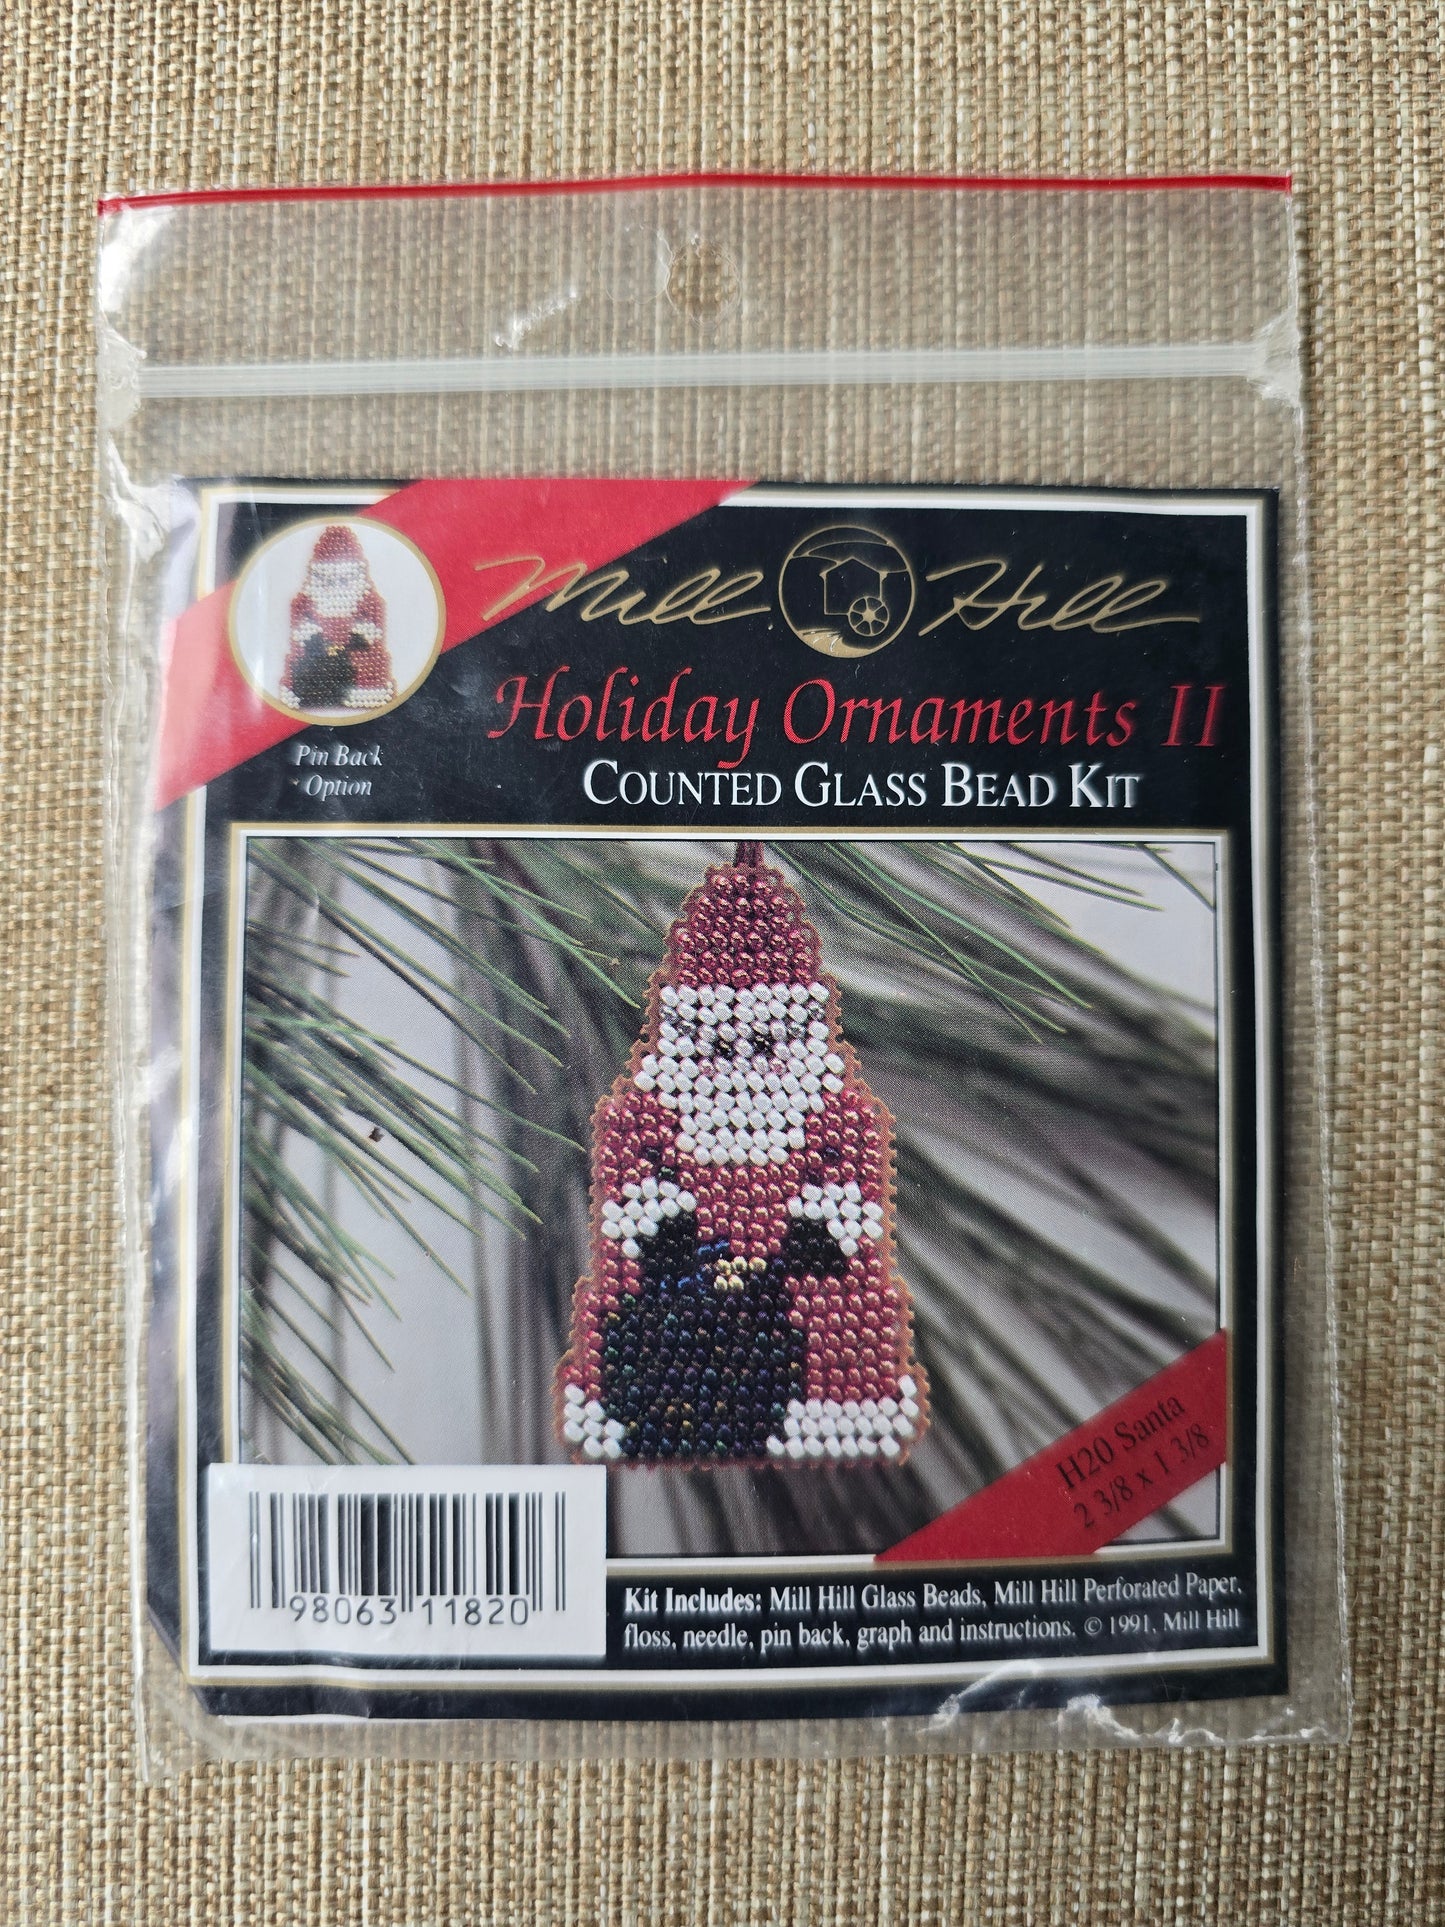 Mill Hill
Holiday Ornaments II
COUNTED GLASS BEAD KIT
Pin Back
Option
H20 Santa
2 3/8 x 1 3/8
98063 11820
Kit Includes: Mill Hill Glass Beads, Mill Hill Perforated Paper,
floss, needle, pin back, graph and instructions. © 1991, Mill Hill